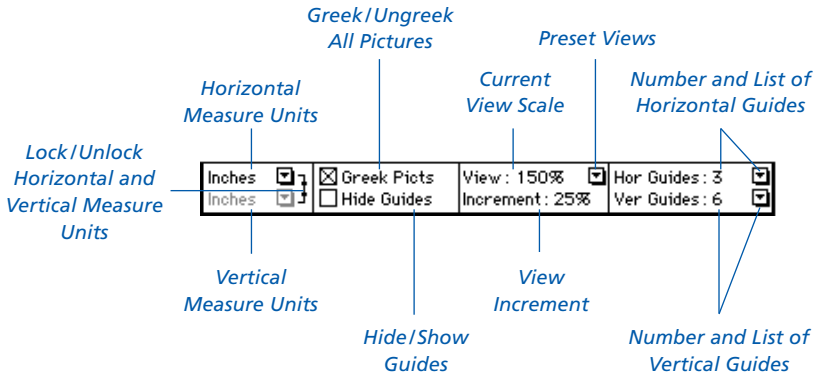 Greek/Ungreek
All Pictures
Preset Views
Horizontal
Measure Units
Current
View Scale
Number and List of
Horizontal Guides
Lock/Unlock
Horizontal and
Vertical Measure
Units
Inches
Greek Picts
View: 150%
Hor Guides: 3
Inches
Hide Guides
Increment: 25%
Ver Guides: 6
Vertical
Measure Units
View
Increment
Hide/Show
Guides
Number and List of
Vertical Guides